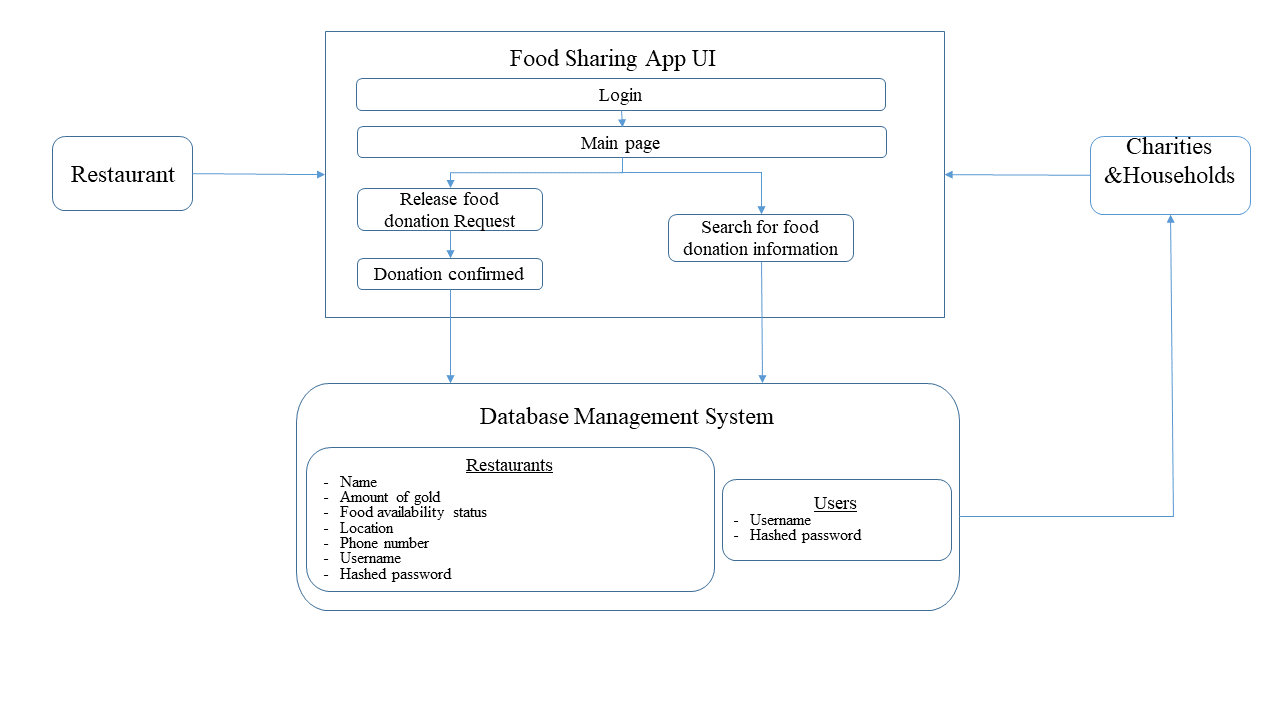 Food Sharing App UI
Login
Main page
Restaurant
Charities
&Households
Release food
donation Request
Search for food
donation information
Donation confirmed
Database Management System
Restaurants
- Name
- Amount of gold
- Food availability status
- Location
- Phone number
- Username
- Hashed password
Users
- Username
- Hashed password